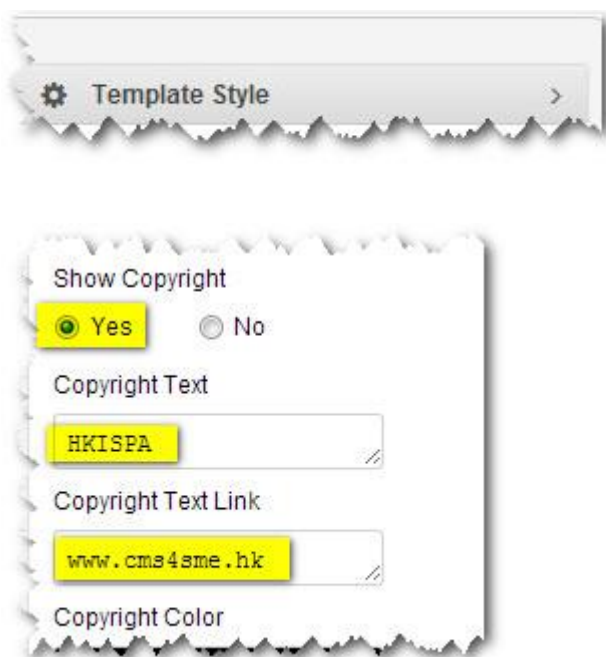 Template Style
Show Copyright
Yes No
Copyright Text
HKISPA
Copyright Text Link
www.cms4sme.hk
Copyright Color